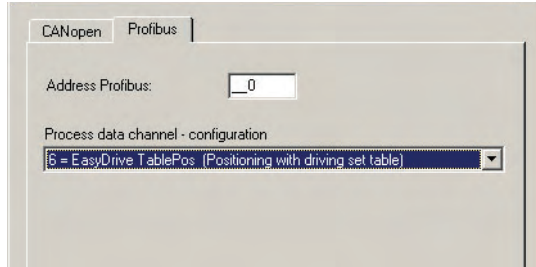 CANopen Profibus
Address Profibus: __0
Process data channel - configuration
6 = EasyDrive TablePos (Positioning with driving set table)